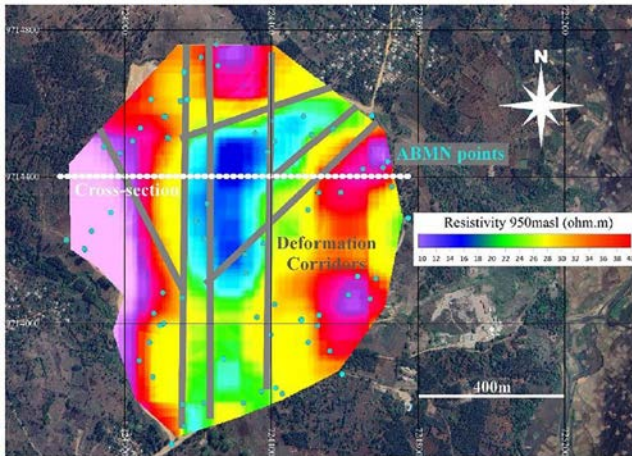 9714800
N
ABMN points
9714400
Cross-section
Resistivity 950masl (ohm.m)
10 12 14 16 18 20 22 24 26 28 30 32 34 36 38
Deformation
Corridors
9714000
400m